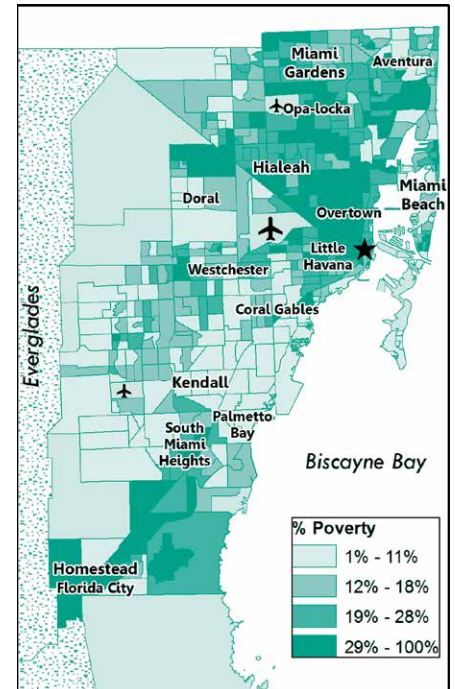 Miami
Gardens
Aventura
Opa-locka
Hialeah
Miami
Beach
Doral
Overtown
Little
Havana
Westchester
Coral Gables
Everglades
Kendall
Palmetto
Bay
South
Miami
Heights
Biscayne Bay
Homestead
Florida City
% Poverty
1% - 11%
12% - 18%
19% - 28%
29% - 100%